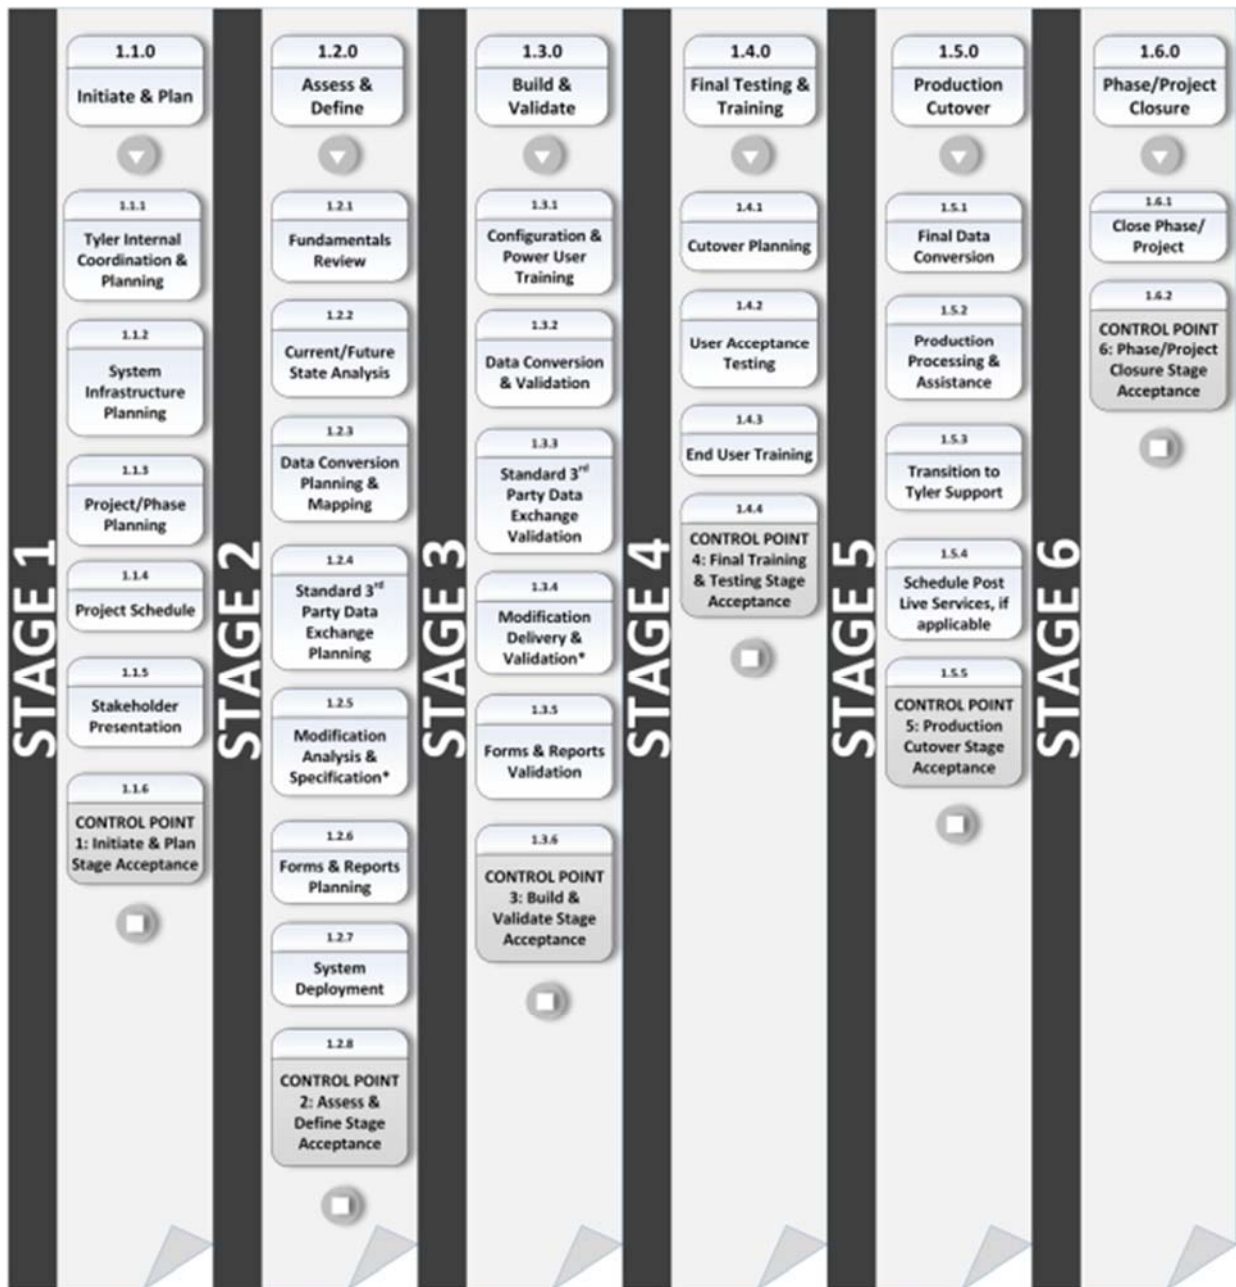 STAGE 1
1.1.0
Initiate & Plan
1.1.1
Tyler Internal
Coordination &
Planning
1.1.2
System
Infrastructure
Planning
1.1.3
Project/Phase
Planning
1.1.4
Project Schedule
1.1.5
Stakeholder
Presentation
1.1.6
CONTROL POINT
1: Initiate & Plan
Stage Acceptance
STAGE 2
1.2.0
Assess &
Define
1.2.1
Fundamentals
Review
1.2.2
Current/Future
State Analysis
1.2.3
Data Conversion
Planning &
Mapping
1.2.4
Standard 3rd
Party Data
Exchange
Planning
1.2.5
Modification
Analysis &
Specification*
1.2.6
Forms & Reports
Planning
1.2.7
System
Deployment
1.2.8
CONTROL POINT
2: Assess &
Define Stage
Acceptance
STAGE 3
1.3.0
Build &
Validate
1.3.1
Configuration &
Power User
Training
1.3.2
Data Conversion
& Validation
1.3.3
Standard 3rd
Party Data
Exchange
Validation
1.3.4
Modification
Delivery &
Validation*
1.3.5
Forms & Reports
Validation
1.3.6
CONTROL POINT
3: Build &
Validate Stage
Acceptance
STAGE 4
1.4.0
Final Testing &
Training
1.4.1
Cutover Planning
1.4.2
User Acceptance
Testing
1.4.3
End User Training
1.4.4
CONTROL POINT
4: Final Training
& Testing Stage
Acceptance
STAGE 5
1.5.0
Production
Cutover
1.5.1
Final Data
Conversion
1.5.2
Production
Processing &
Assistance
1.5.3
Transition to
Tyler Support
1.5.4
Schedule Post
Live Services, if
applicable
1.5.5
CONTROL POINT
5: Production
Cutover Stage
Acceptance
STAGE 6
1.6.0
Phase/Project
Closure
1.6.1
Close Phase/
Project
1.6.2
CONTROL POINT
6: Phase/Project
Closure Stage
Acceptance